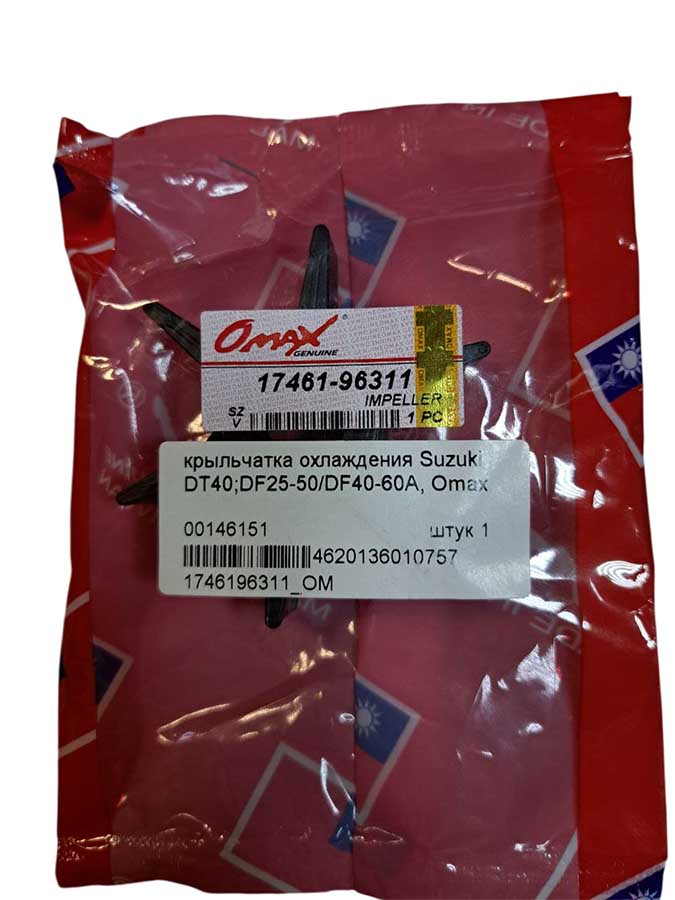 OMAX
GENUINE
17461-96311
IMPELLER
SZ
V
1 PC
крыльчатка охлаждения Suzuki
DT40;DF25-50/DF40-60A, Omax
00146151 штук 1
4620136010757
1746196311_OM